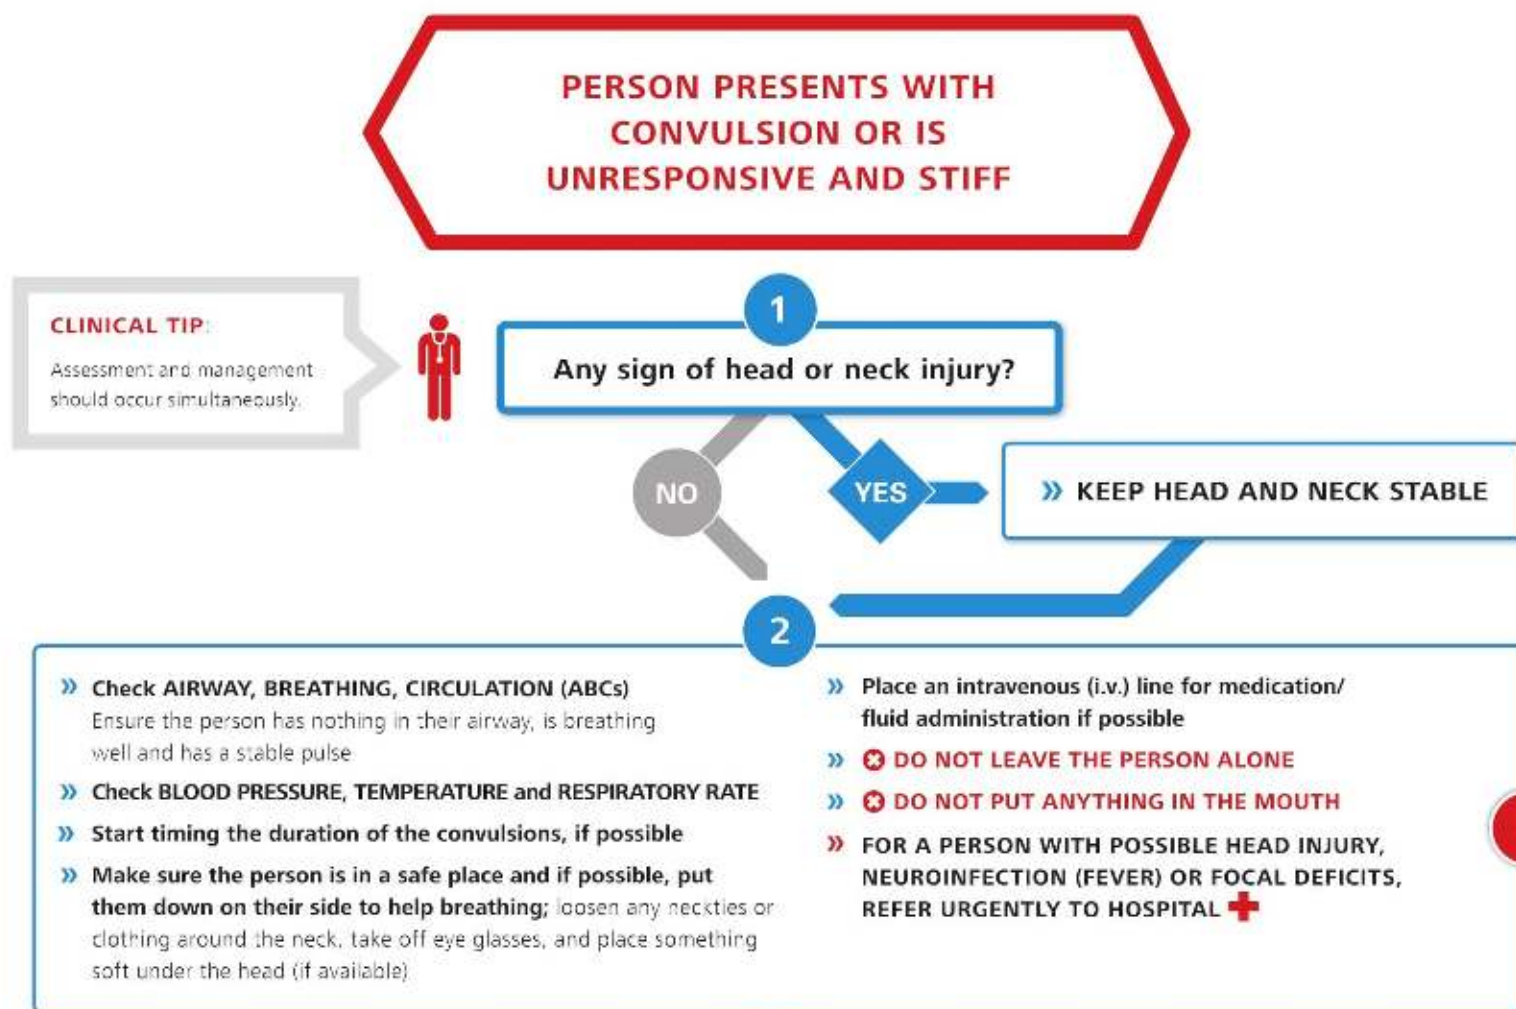 PERSON PRESENTS WITH
CONVULSION OR IS
UNRESPONSIVE AND STIFF
CLINICAL TIP:
Assessment and management
should occur simultaneously.
1
Any sign of head or neck injury?
NO
YES
» KEEP HEAD AND NECK STABLE
2
» Check AIRWAY, BREATHING, CIRCULATION (ABCs)
Ensure the person has nothing in their airway, is breathing
well and has a stable pulse
» Check BLOOD PRESSURE, TEMPERATURE and RESPIRATORY RATE
» Start timing the duration of the convulsions, if possible
» Make sure the person is in a safe place and if possible, put
them down on their side to help breathing; loosen any neckties or
clothing around the neck, take off eye glasses, and place something
soft under the head (if available)
» Place an intravenous (i.v.) line for medication/
fluid administration if possible
» DO NOT LEAVE THE PERSON ALONE
» DO NOT PUT ANYTHING IN THE MOUTH
» FOR A PERSON WITH POSSIBLE HEAD INJURY,
NEUROINFECTION (FEVER) OR FOCAL DEFICITS,
REFER URGENTLY TO HOSPITAL